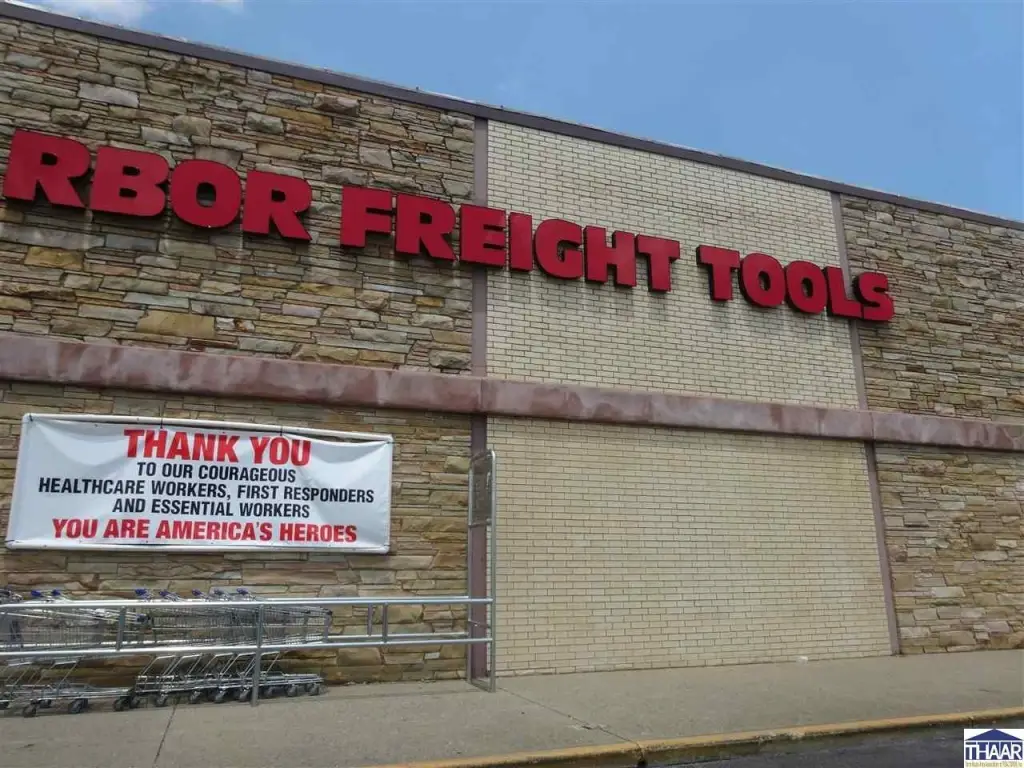 RBOR FREIGHT TOOLS
THANK YOU
TO OUR COURAGEOUS
HEALTHCARE WORKERS, FIRST RESPONDERS
AND ESSENTIAL WORKERS
YOU ARE AMERICA'S HEROES
THAAR